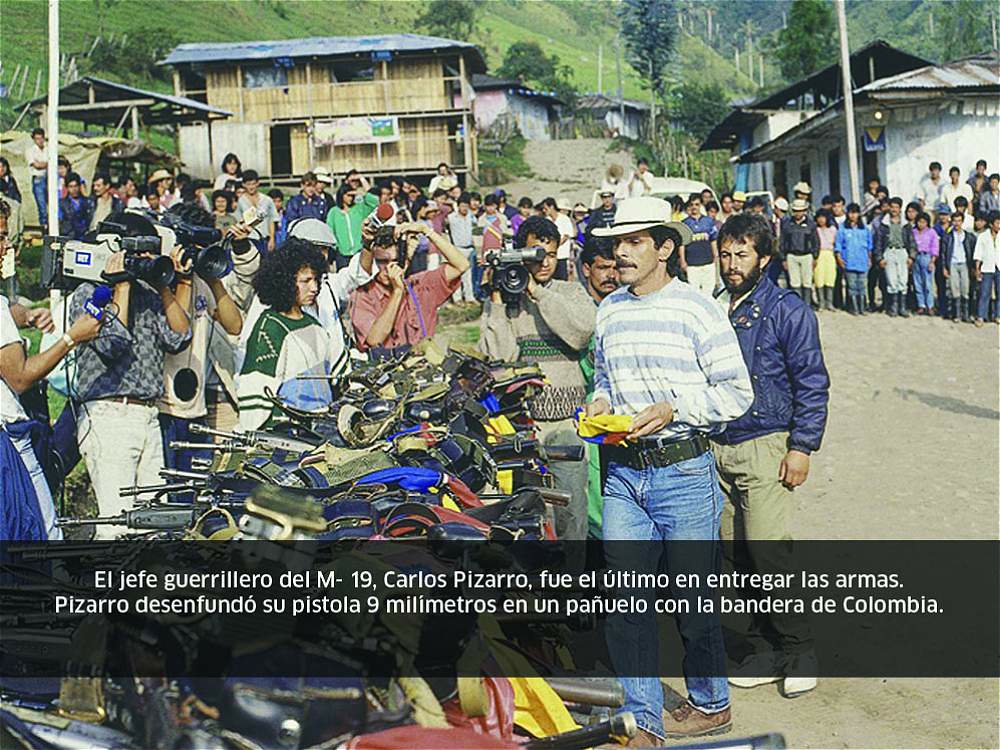 El jefe guerrillero del M- 19, Carlos Pizarro, fue el último en entregar las armas.
Pizarro desenfundó su pistola 9 milímetros en un pañuelo con la bandera de Colombia.